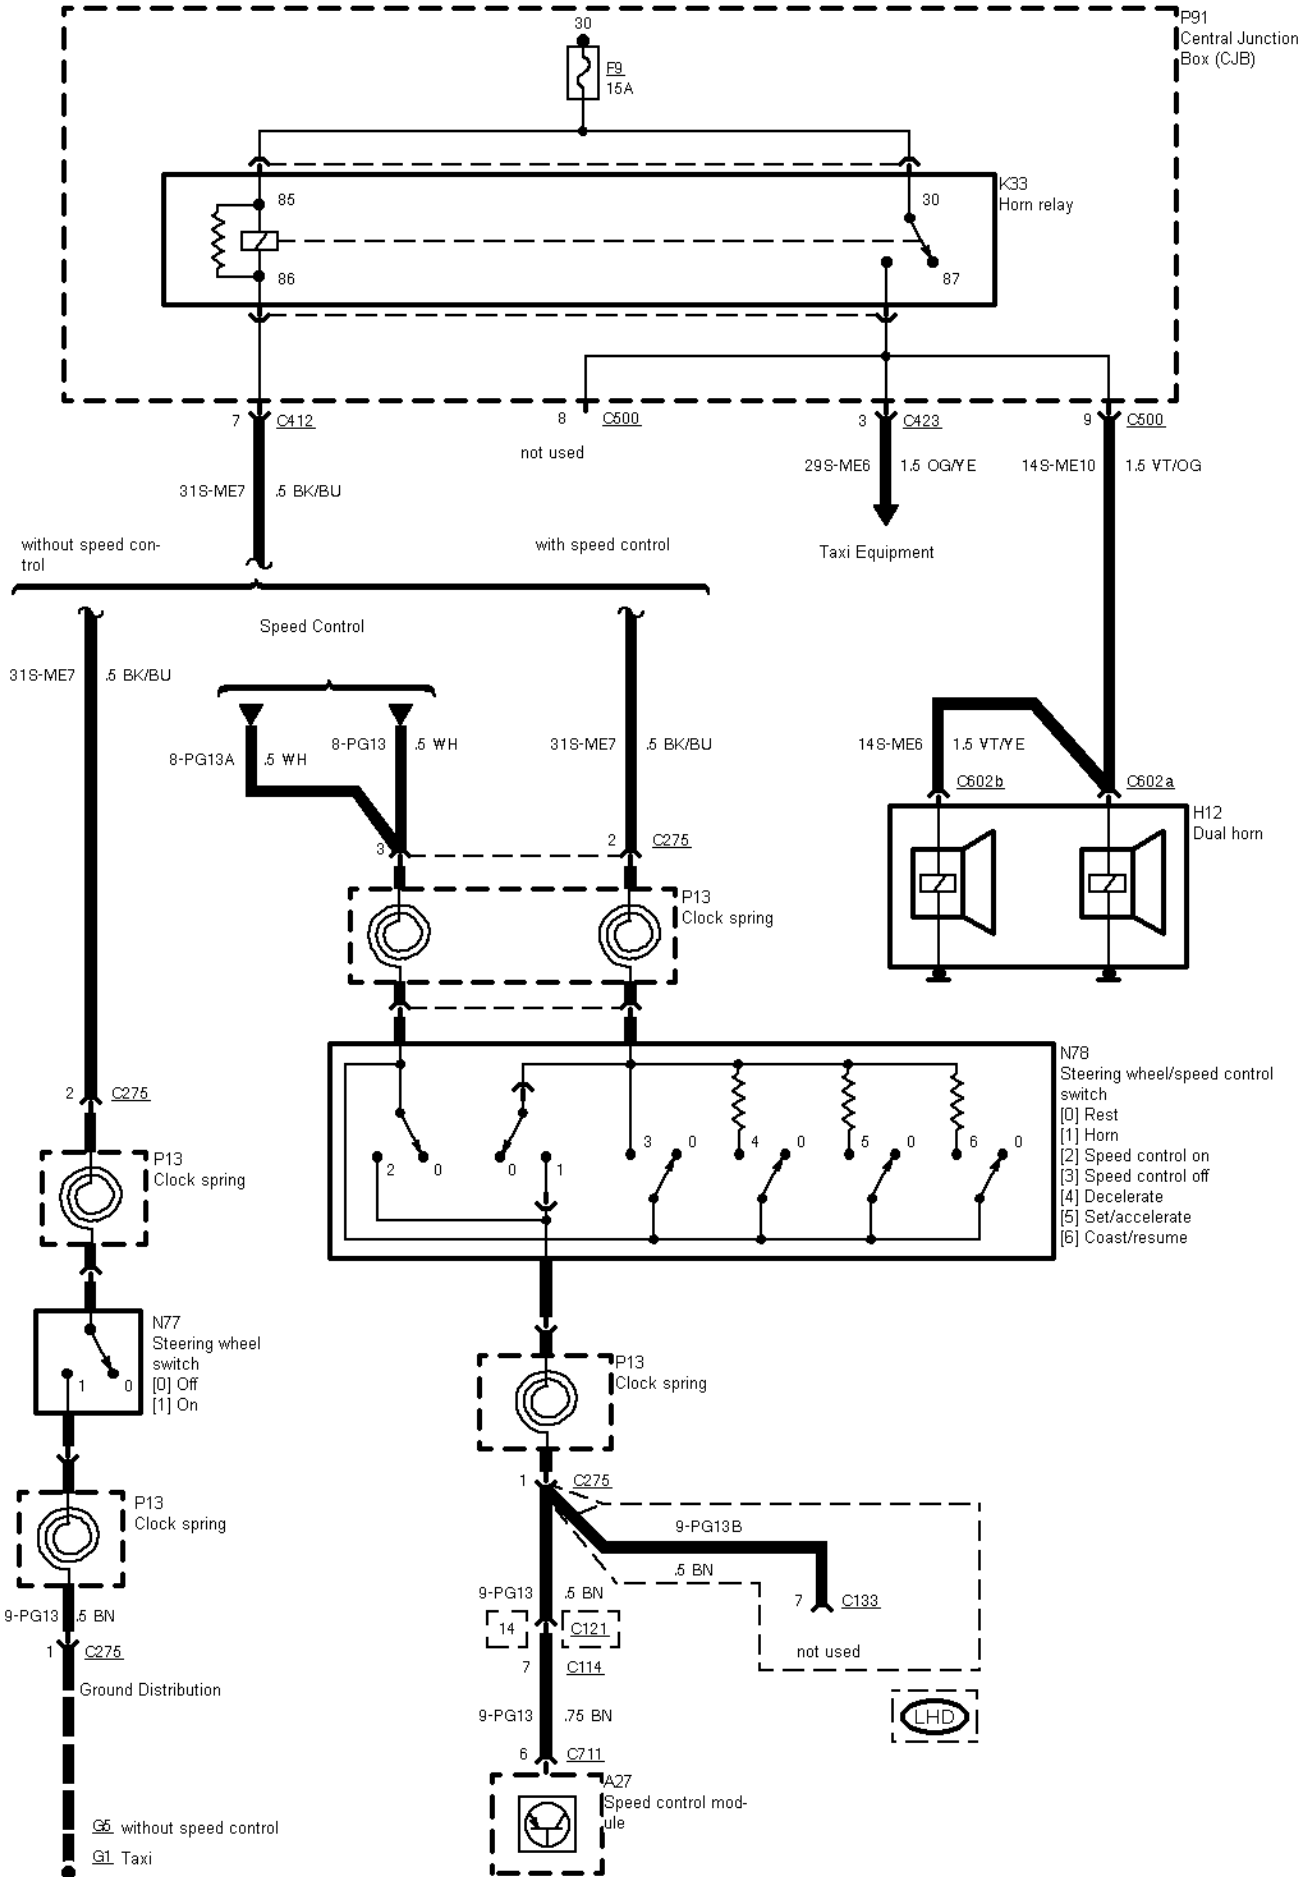 30
P91
Central Junction
Box (CJB)
F9
15A
K33
Horn relay
85
30
86
87
7 C412
8 C500
3 C423
9 C500
not used
29S-ME6 1.5 OG/YE
14S-ME10 1.5 VT/OG
31S-ME7 .5 BK/BU
without speed con-
trol
with speed control
Taxi Equipment
Speed Control
31S-ME7 .5 BK/BU
8-PG13A .5 WH
8-PG13 .5 WH
31S-ME7 .5 BK/BU
14S-ME6 1.5 VT/YE
C602b
C602a
H12
Dual horn
3
2 C275
P13
Clock spring
N78
Steering wheel/speed control
switch
[0] Rest
[1] Horn
[2] Speed control on
[3] Speed control off
[4] Decelerate
[5] Set/accelerate
[6] Coast/resume
2 0 0 1 3 0 4 0 5 0 6 0
2 C275
P13
Clock spring
N77
Steering wheel
switch
[0] Off
[1] On
1 0
P13
Clock spring
1 C275
P13
Clock spring
9-PG13B
.5 BN
9-PG13 .5 BN
7 C133
not used
14 C121
7 C114
9-PG13 .5 BN
1 C275
Ground Distribution
LHD
9-PG13 .75 BN
6 C711
A27
Speed control mod-
ule
G5 without speed control
G1 Taxi